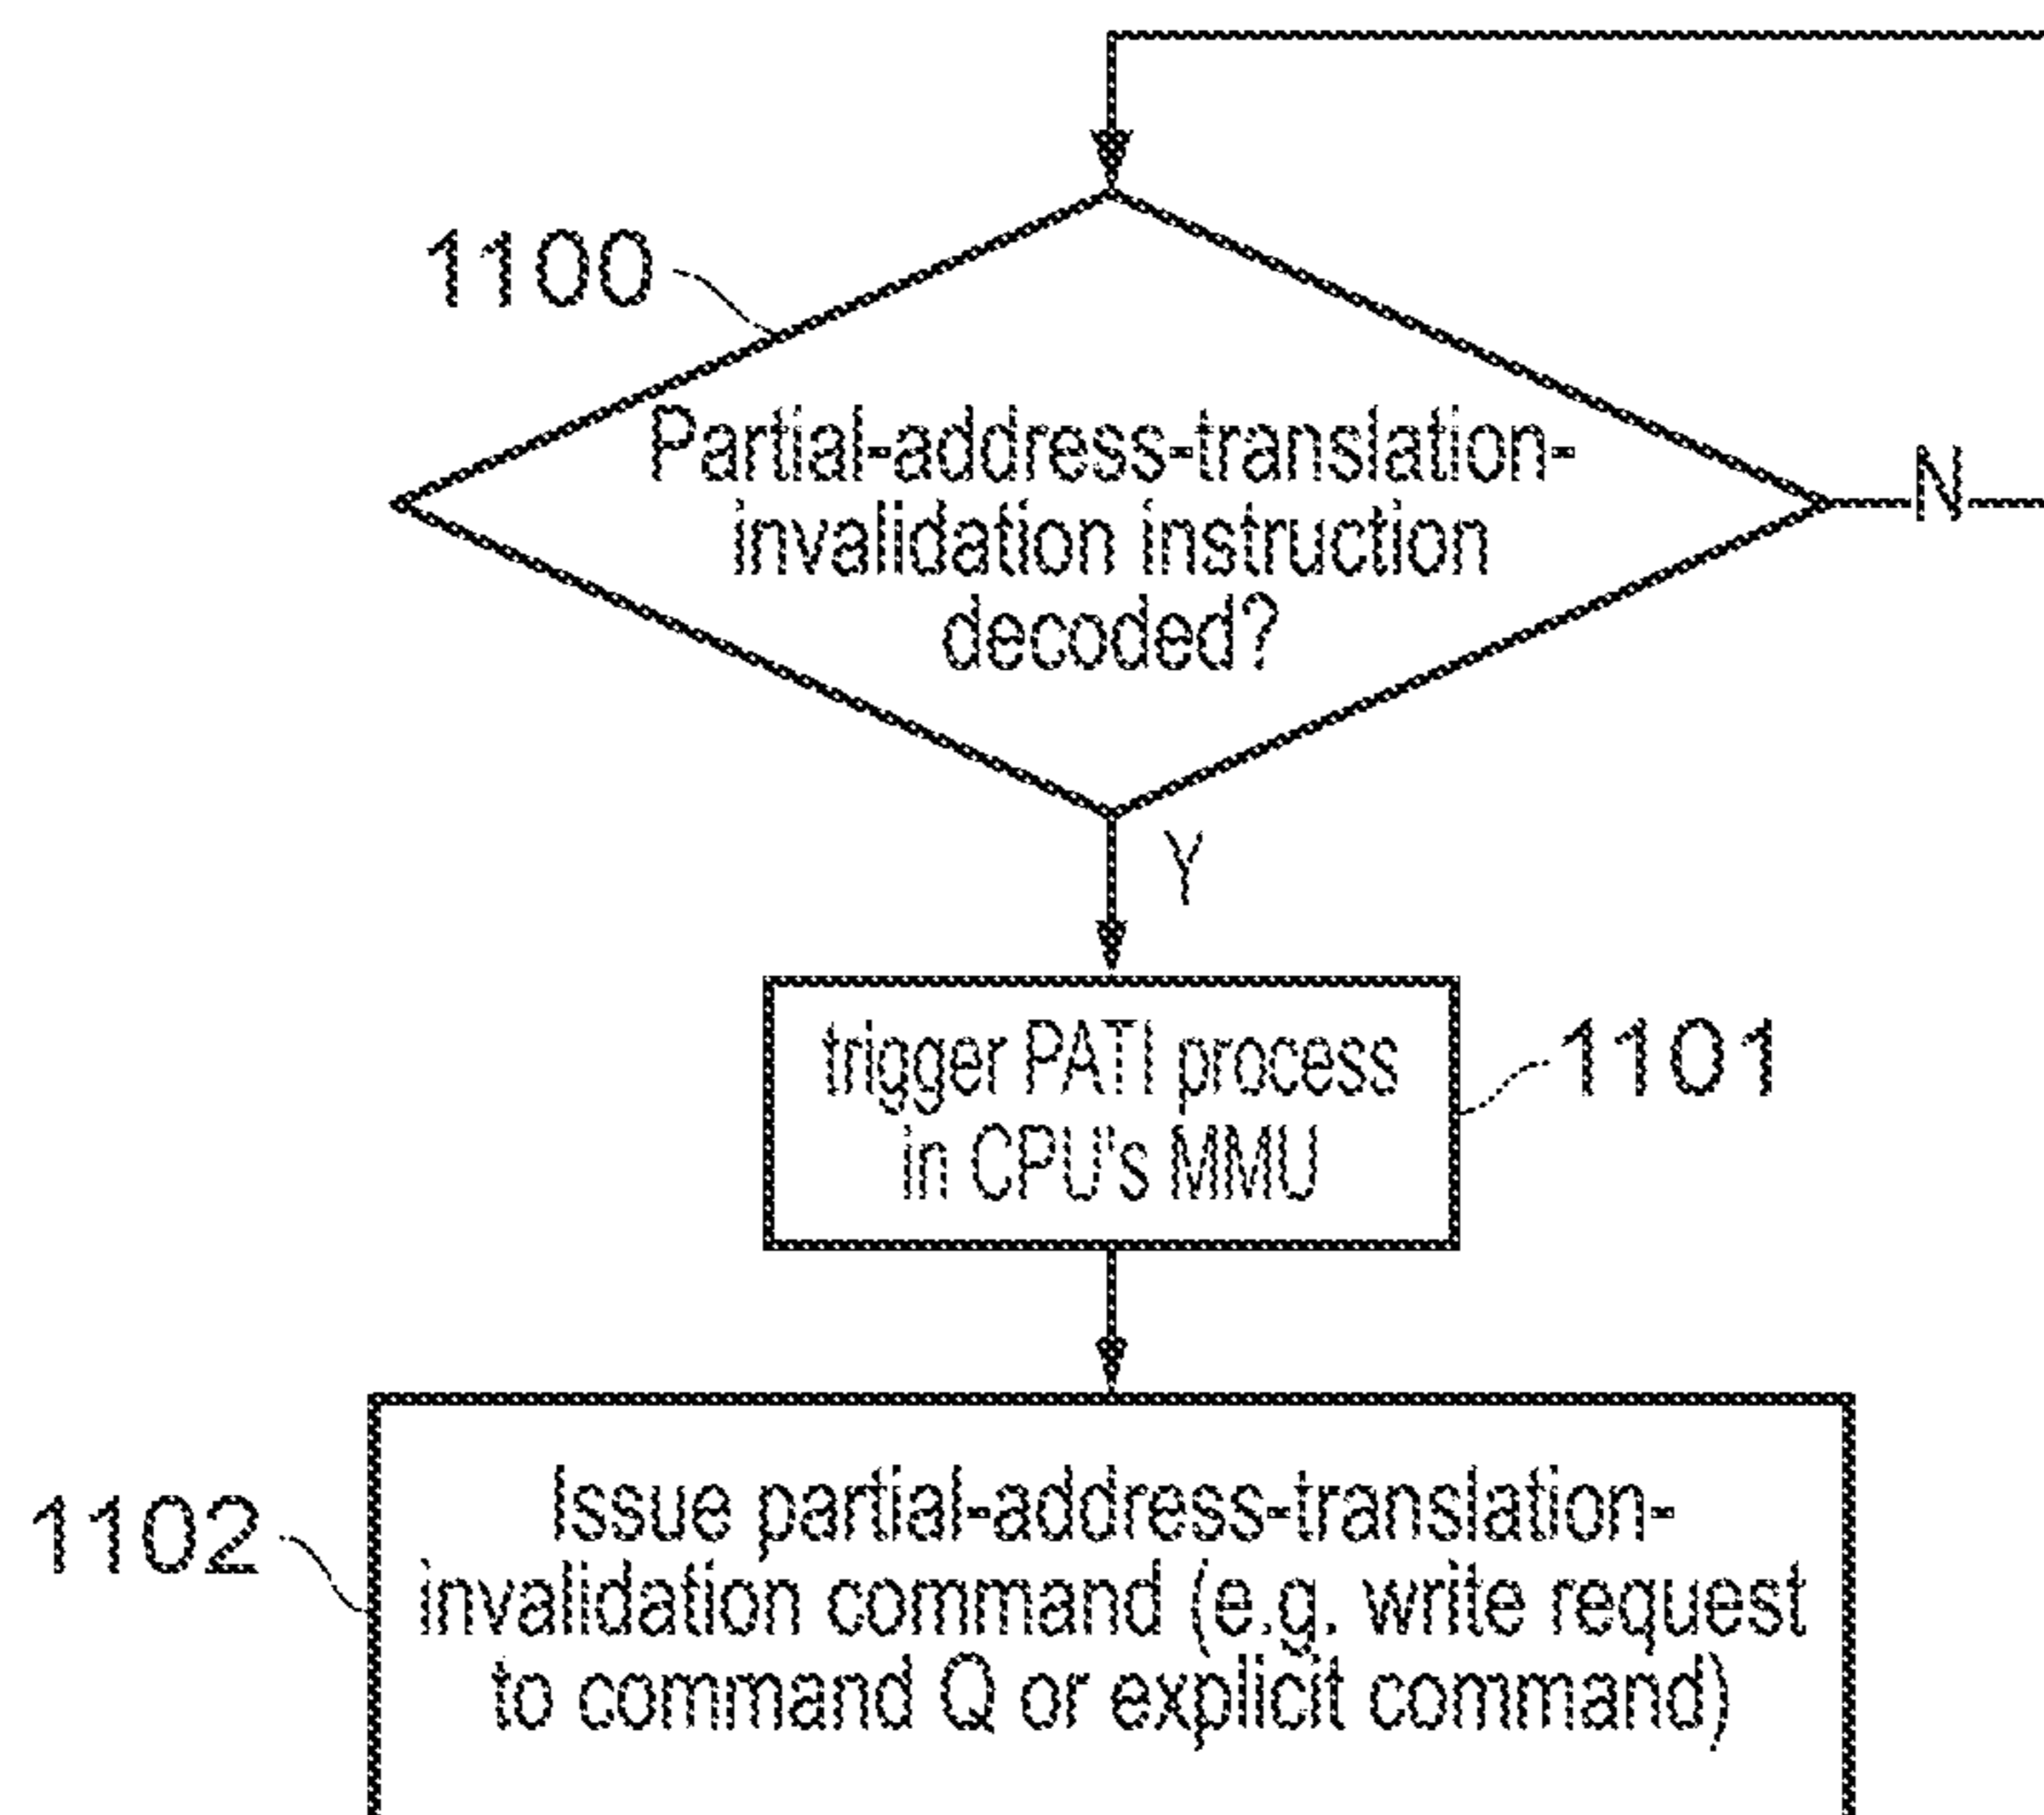 1100
Partial-address-translation-
invalidation instruction
decoded?
N
Y
trigger PATI process
in CPU's MMU
1101
1102
Issue partial-address-translation-
invalidation command (e.g. write request
to command Q or explicit command)